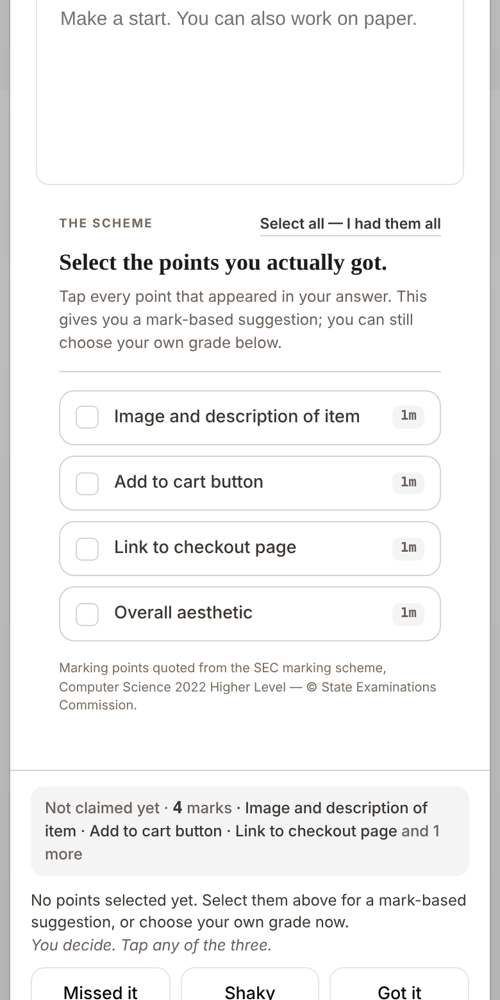 Make a start. You can also work on paper.
THE SCHEME
Select all — I had them all
Select the points you actually got.
Tap every point that appeared in your answer. This
gives you a mark-based suggestion; you can still
choose your own grade below.
Image and description of item 1m
Add to cart button 1m
Link to checkout page 1m
Overall aesthetic 1m
Marking points quoted from the SEC marking scheme,
Computer Science 2022 Higher Level — © State Examinations
Commission.
Not claimed yet · 4 marks · Image and description of
item · Add to cart button · Link to checkout page and 1
more
No points selected yet. Select them above for a mark-based
suggestion, or choose your own grade now.
You decide. Tap any of the three.
Missed it Shaky Got it